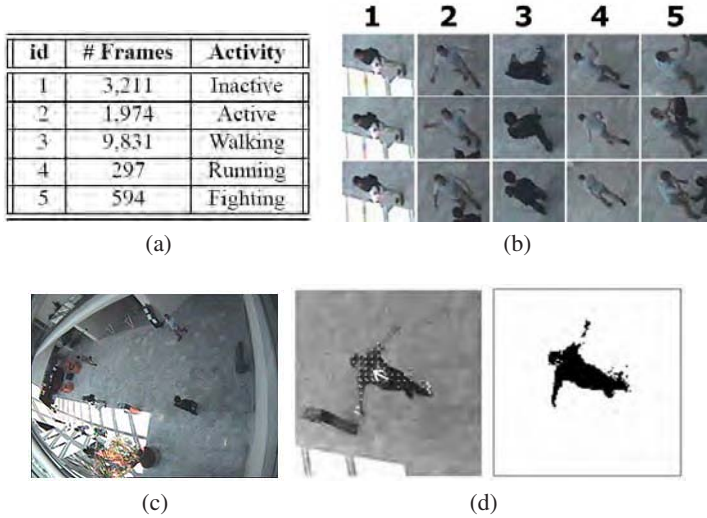 id # Frames Activity
1 3,211 Inactive
2 1,974 Active
3 9,831 Walking
4 297 Running
5 594 Fighting
(a)
1 2 3 4 5
(b)
(c)
(d)